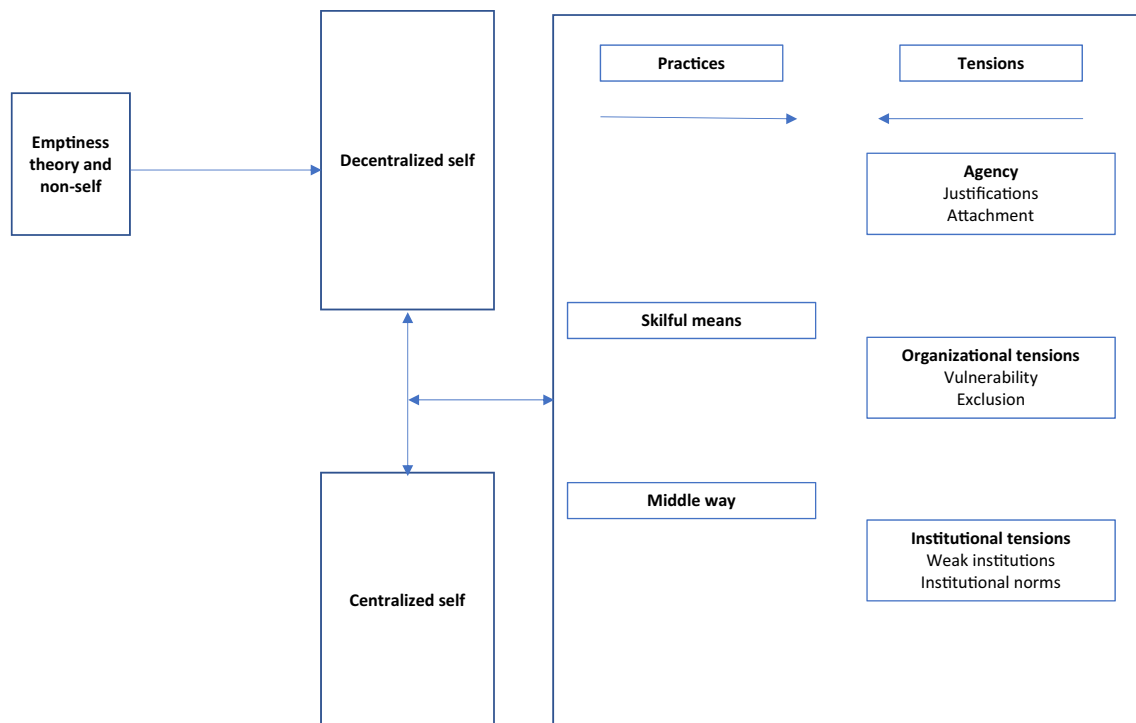 Emptiness
theory and
non-self
Decentralized self
Centralized self
Practices
Tensions
Agency
Justifications
Attachment
Skilful means
Organizational tensions
Vulnerability
Exclusion
Middle way
Institutional tensions
Weak institutions
Institutional norms